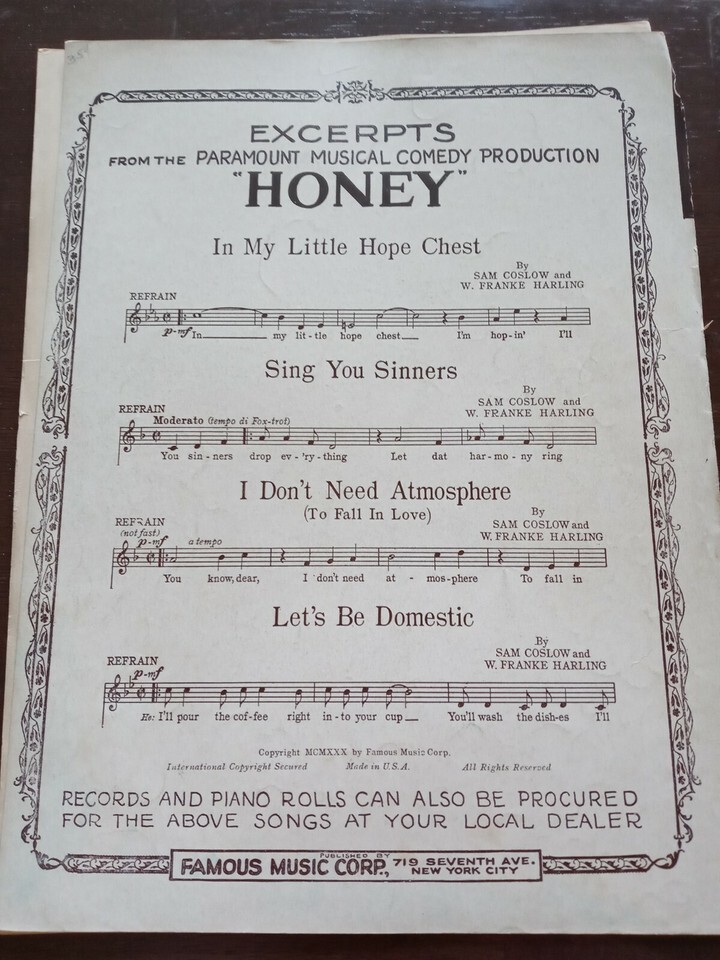 EXCERPTS
FROM THE PARAMOUNT MUSICAL COMEDY PRODUCTION
"HONEY"
In My Little Hope Chest
By
SAM COSLOW and
W. FRANKE HARLING
REFRAIN
p-mf In my lit-tle hope chest I'm hop-in' I'll
Sing You Sinners
By
SAM COSLOW and
W. FRANKE HARLING
REFRAIN
Moderato (tempo di Fox-trot)
You sin-ners drop ev-'ry-thing Let dat har-mo-ny ring
I Don't Need Atmosphere
(To Fall In Love)
By
SAM COSLOW and
W. FRANKE HARLING
REFRAIN
(not fast)
p-mf a tempo
You know, dear, I don't need at-mos-phere To fall in
Let's Be Domestic
By
SAM COSLOW and
W. FRANKE HARLING
REFRAIN
p-mf
He: I'll pour the cof-fee right in-to your cup You'll wash the dish-es I'll
Copyright MCMXXX by Famous Music Corp.
International Copyright Secured Made in U.S.A. All Rights Reserved
RECORDS AND PIANO ROLLS CAN ALSO BE PROCURED
FOR THE ABOVE SONGS AT YOUR LOCAL DEALER
PUBLISHED BY
FAMOUS MUSIC CORP., 719 SEVENTH AVE.
NEW YORK CITY